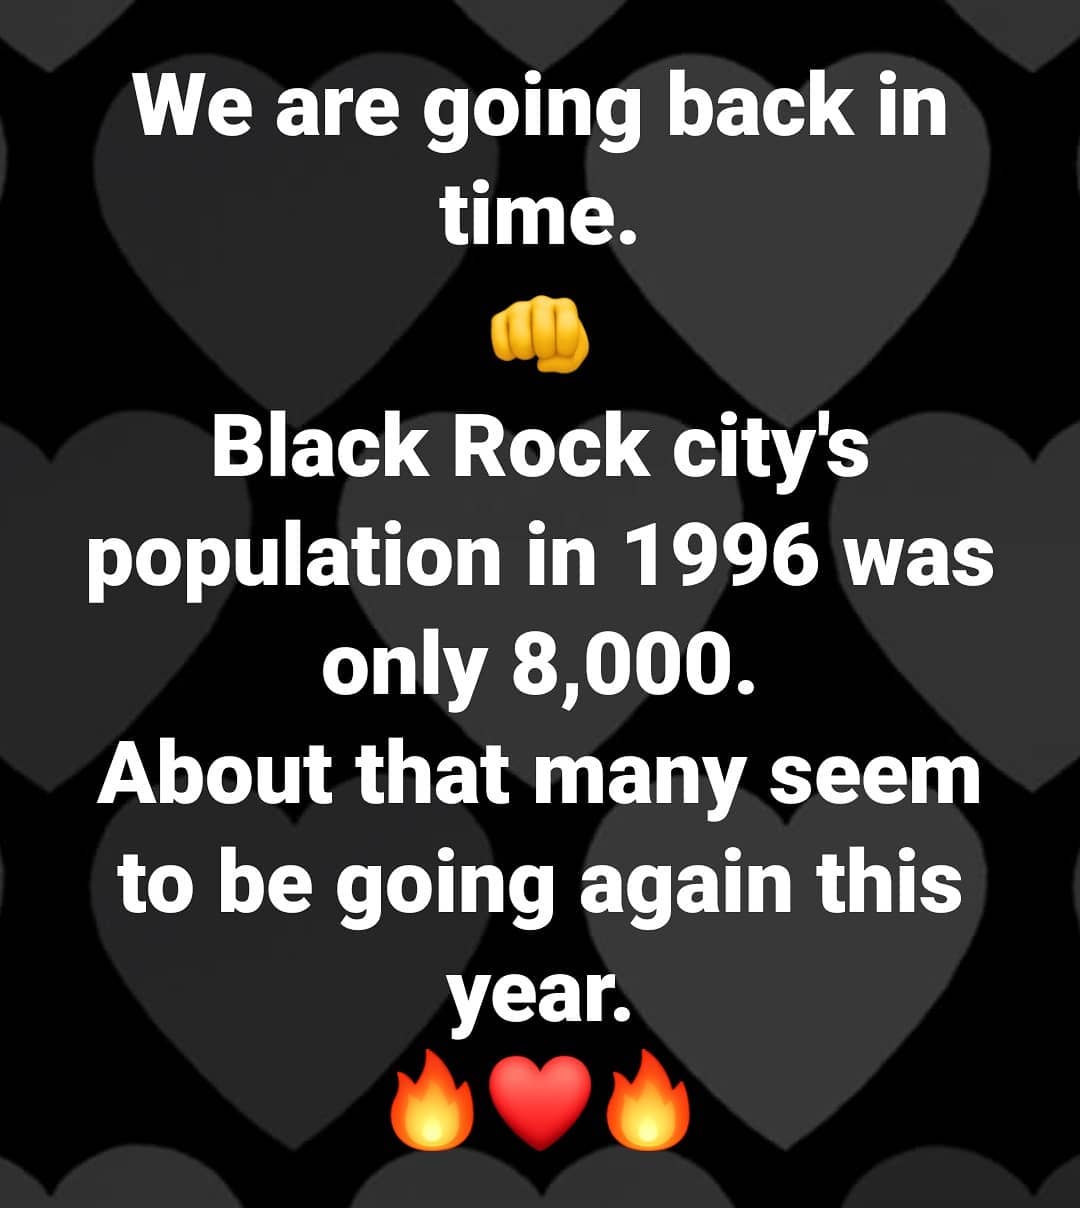 We are going back in
time.
👊
Black Rock city's
population in 1996 was
only 8,000.
About that many seem
to be going again this
year.
🔥❤️🔥